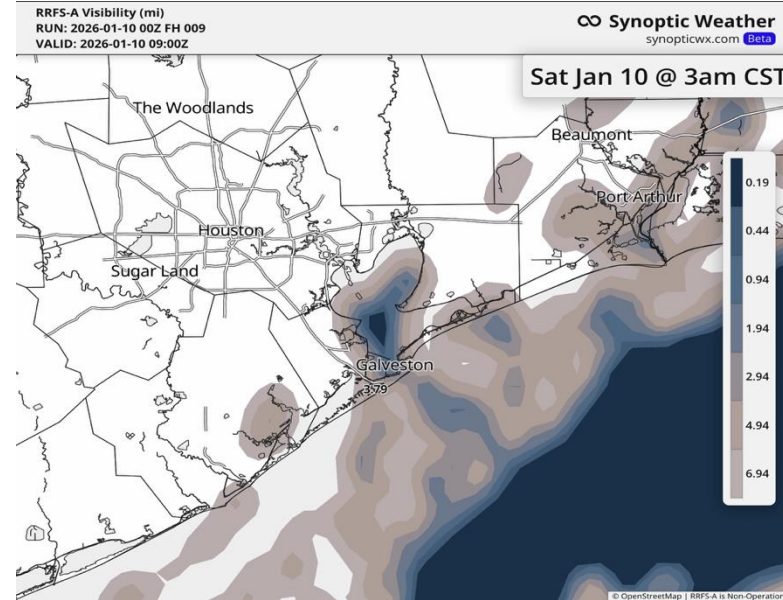 RRFS-A Visibility (mi)
RUN: 2026-01-10 00Z FH 009
VALID: 2026-01-10 09:00Z
Synoptic Weather
synopticwx.com Beta
Sat Jan 10 @ 3am CST
The Woodlands
Beaumont
Port Arthur
Houston
Sugar Land
Galveston
3.79
0.19
0.44
0.94
1.94
2.94
4.94
6.94
© OpenStreetMap | RRFS-A is Non-Operation